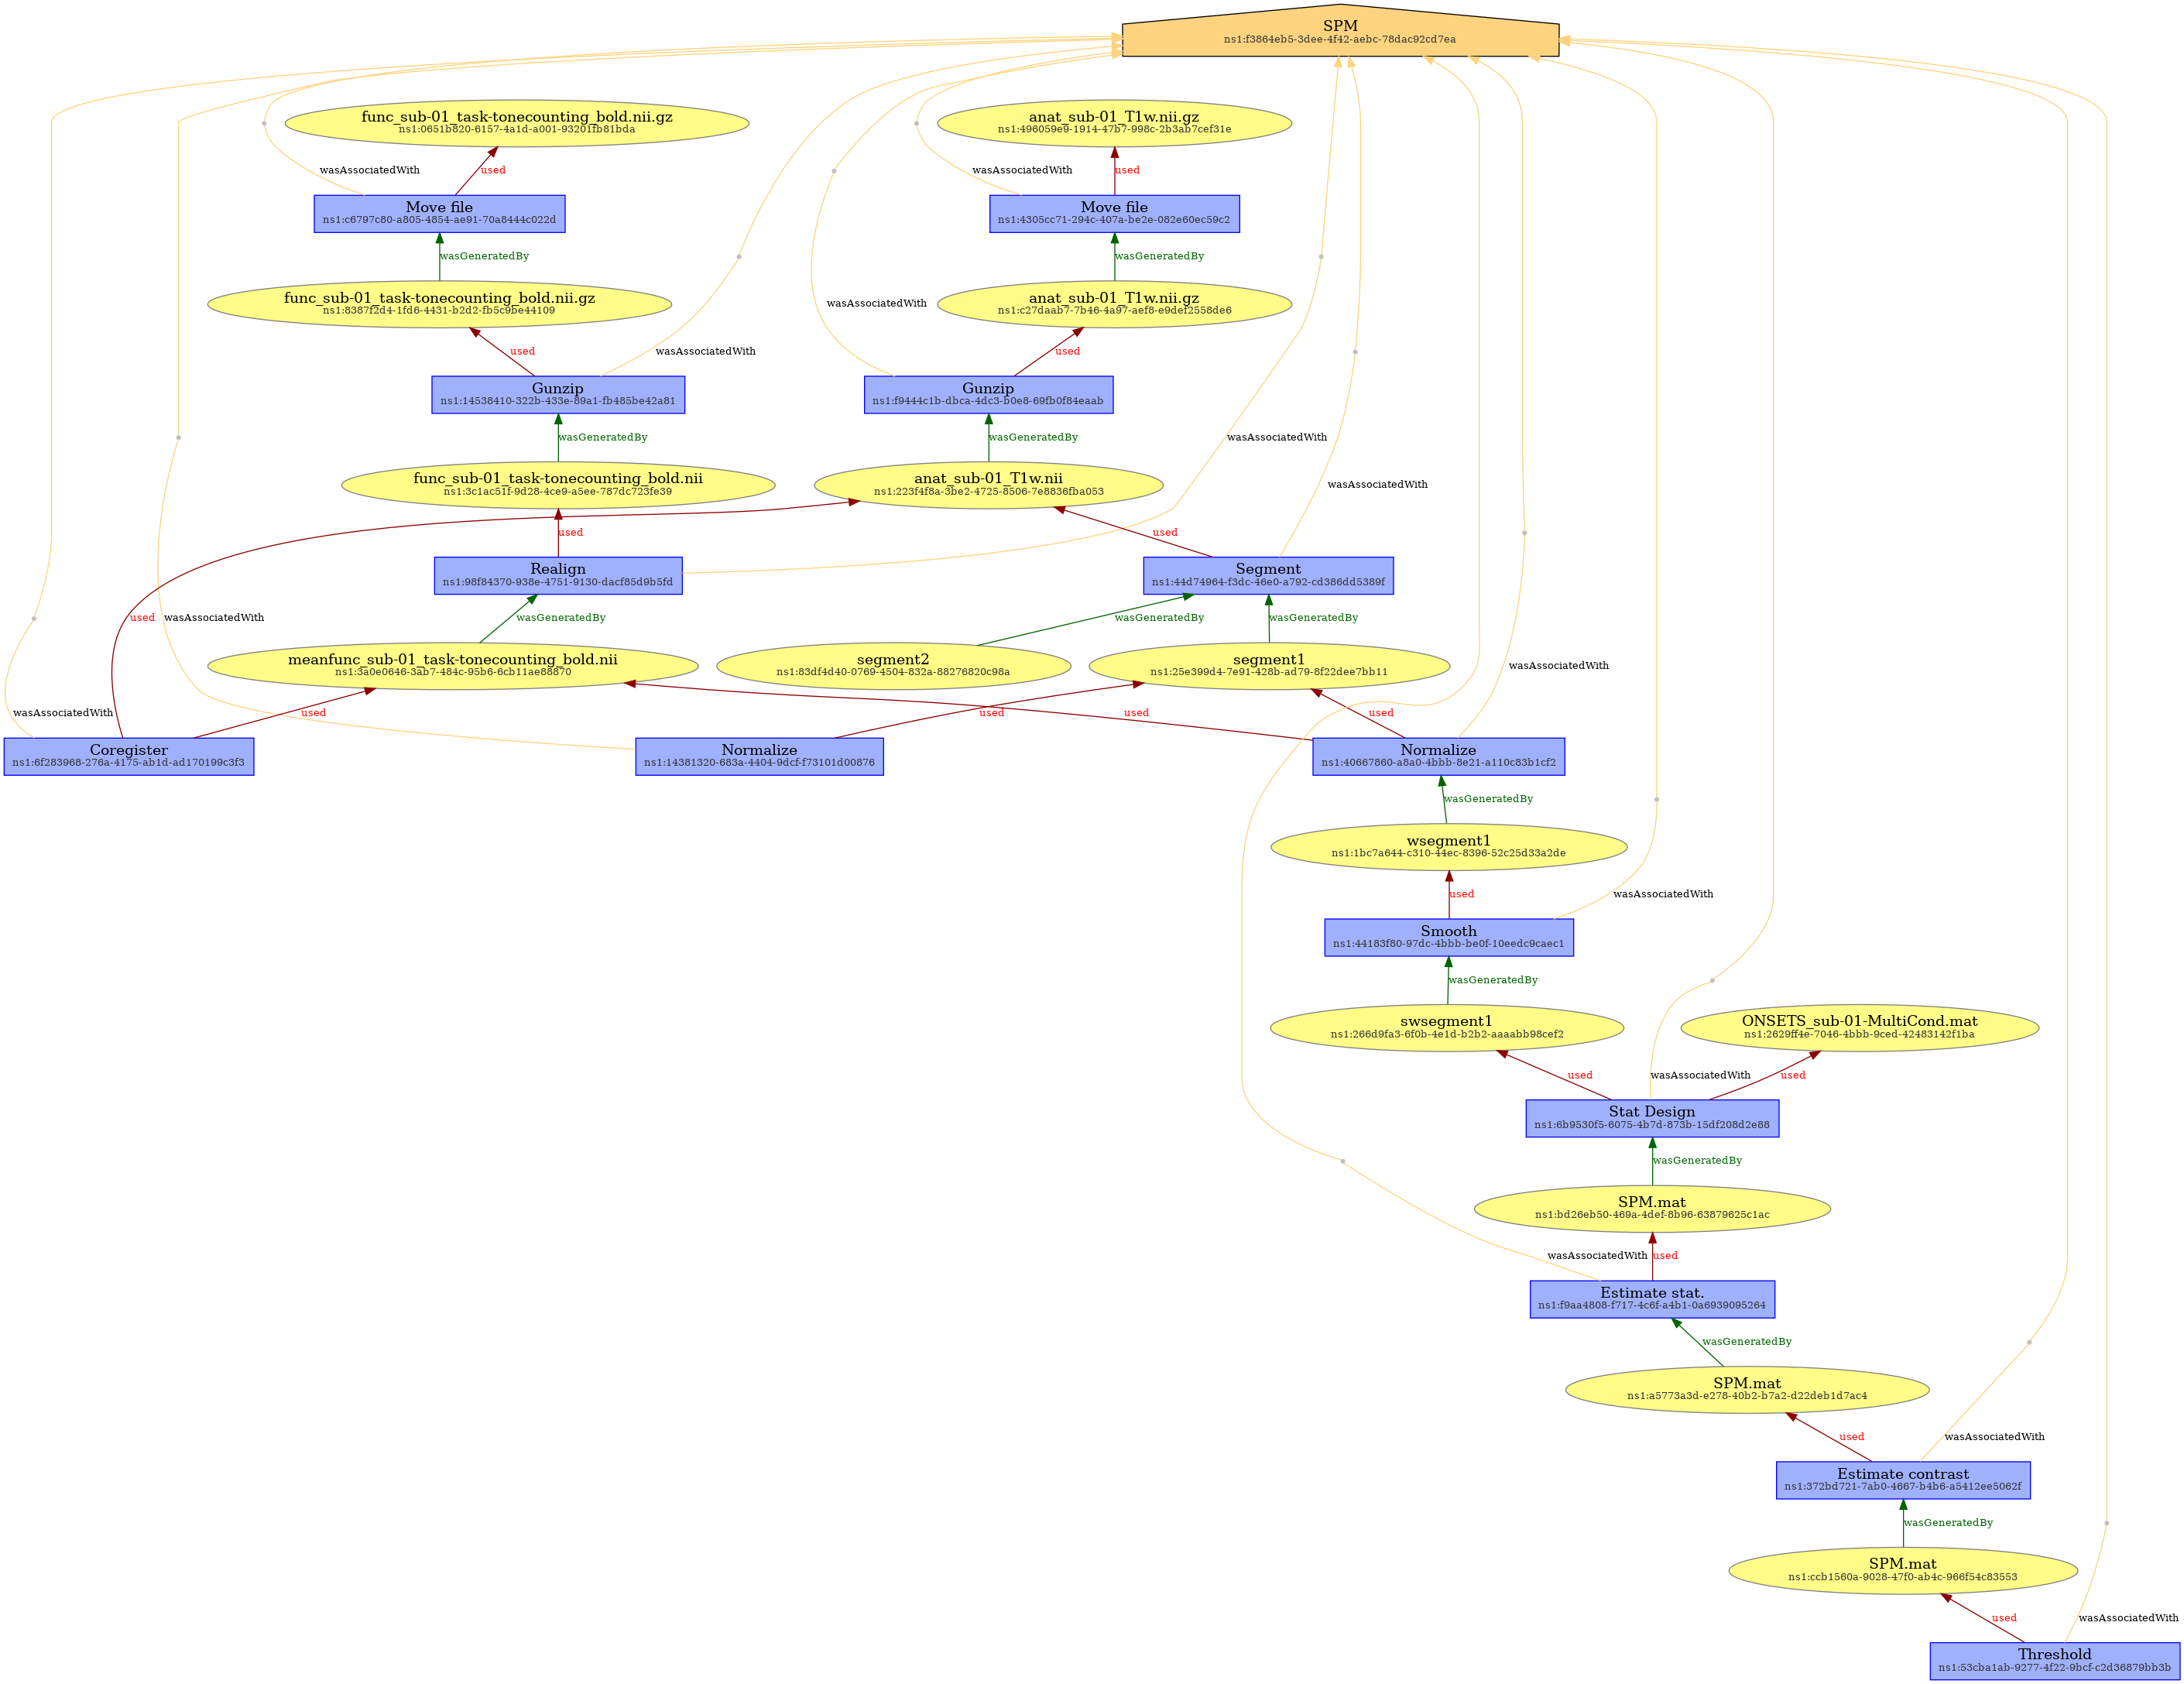 SPM
ns1:f3864eb5-3dee-4f42-aebc-78dac92cd7ea
func_sub-01_task-tonecounting_bold.nii.gz
ns1:0651b820-6157-4a1d-a001-93201fb81bda
anat_sub-01_T1w.nii.gz
ns1:496059e9-1914-47b7-998c-2b3ab7cef31e
wasAssociatedWith
used
wasAssociatedWith
used
Move file
ns1:c6797c80-a805-4854-ae91-70a8444c022d
Move file
ns1:4305cc71-294c-407a-be2e-082e60ec59c2
wasGeneratedBy
wasGeneratedBy
func_sub-01_task-tonecounting_bold.nii.gz
ns1:8387f2d4-1fd6-4431-b2d2-fb5c9be44109
anat_sub-01_T1w.nii.gz
ns1:c27daab7-7b46-4a97-aef8-e9def2558de6
wasAssociatedWith
used
wasAssociatedWith
used
Gunzip
ns1:14538410-322b-433e-89a1-fb485be42a81
Gunzip
ns1:f9444c1b-dbca-4dc3-b0e8-69fb0f84eaab
wasGeneratedBy
wasGeneratedBy
wasAssociatedWith
func_sub-01_task-tonecounting_bold.nii
ns1:3c1ac51f-9d28-4ce9-a5ee-787dc723fe39
anat_sub-01_T1w.nii
ns1:223f4f8a-3be2-4725-8506-7e8836fba053
wasAssociatedWith
used
used
Realign
ns1:98f84370-938e-4751-9130-dacf85d9b5fd
Segment
ns1:44d74964-f3dc-46e0-a792-cd386dd5389f
used
wasAssociatedWith
wasGeneratedBy
wasGeneratedBy
wasGeneratedBy
meanfunc_sub-01_task-tonecounting_bold.nii
ns1:3a0e0646-3ab7-484c-95b6-6cb11ae88870
segment2
ns1:83df4d40-0769-4504-832a-88276820c98a
segment1
ns1:25e399d4-7e91-428b-ad79-8f22dee7bb11
wasAssociatedWith
wasAssociatedWith
used
used
used
used
Coregister
ns1:6f283968-276a-4175-ab1d-ad170199c3f3
Normalize
ns1:14381320-683a-4404-9dcf-f73101d00876
Normalize
ns1:40667860-a8a0-4bbb-8e21-a110c83b1cf2
wasGeneratedBy
wsegment1
ns1:1bc7a644-c310-44ec-8396-52c25d33a2de
used
wasAssociatedWith
Smooth
ns1:44183f80-97dc-4bbb-be0f-10eedc9caec1
wasGeneratedBy
swsegment1
ns1:266d9fa3-6f0b-4e1d-b2b2-aaaabb98cef2
ONSETS_sub-01-MultiCond.mat
ns1:2629ff4e-7046-4bbb-9ced-42483142f1ba
used
wasAssociatedWith
used
Stat Design
ns1:6b9530f5-6075-4b7d-873b-15df208d2e88
wasGeneratedBy
SPM.mat
ns1:bd26eb50-469a-4def-8b96-63879625c1ac
wasAssociatedWith
used
Estimate stat.
ns1:f9aa4808-f717-4c6f-a4b1-0a6939095264
wasGeneratedBy
SPM.mat
ns1:a5773a3d-e278-40b2-b7a2-d22deb1d7ac4
used
wasAssociatedWith
Estimate contrast
ns1:372bd721-7ab0-4667-b4b6-a5412ee5062f
wasGeneratedBy
SPM.mat
ns1:ccb1560a-9028-47f0-ab4c-966f54c83553
used
wasAssociatedWith
Threshold
ns1:53cba1ab-9277-4f22-9bcf-c2d36879bb3b